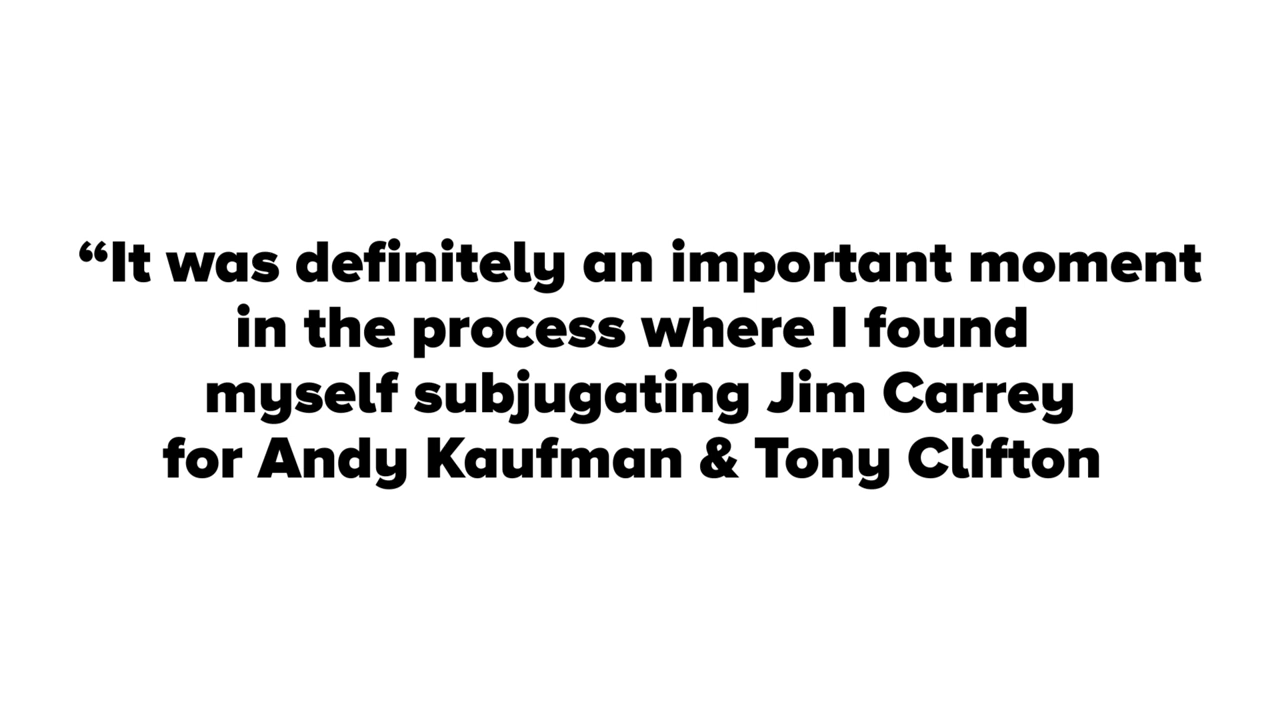 “It was definitely an important moment
in the process where I found
myself subjugating Jim Carrey
for Andy Kaufman & Tony Clifton